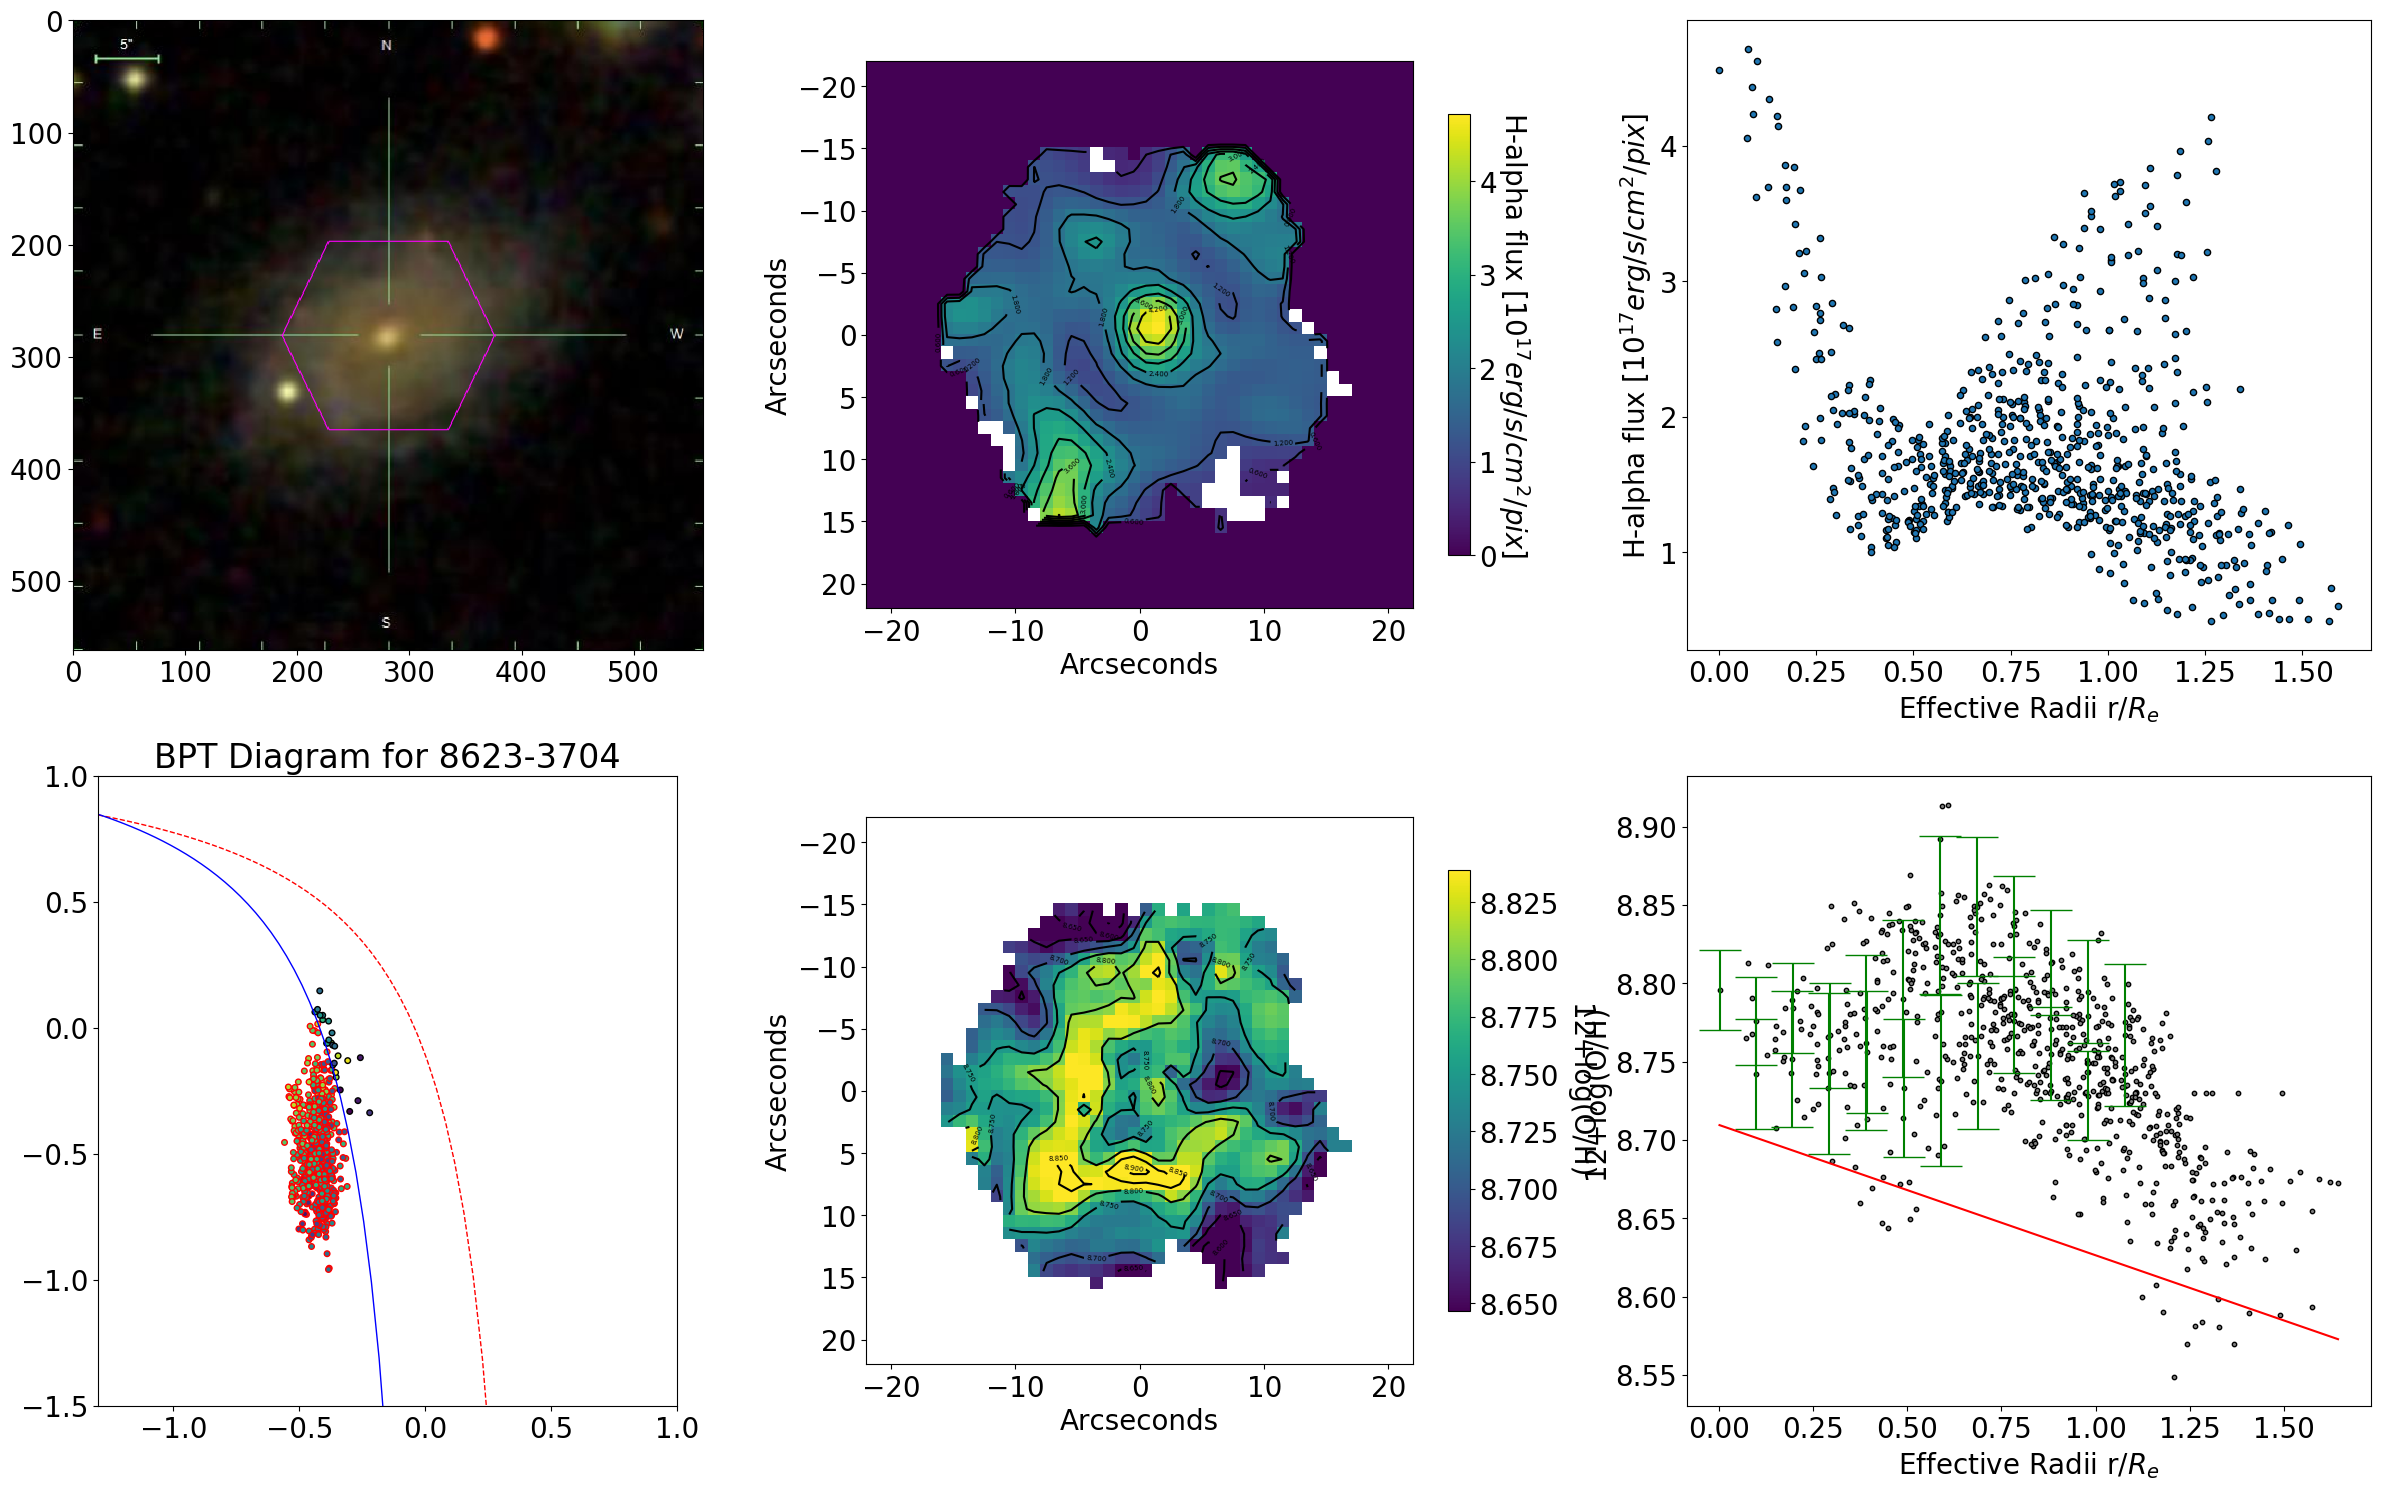 0
100
200
300
400
500
5"
N
E
W
S
0 100 200 300 400 500
−20
−15
−10
−5
0
5
10
15
20
Arcseconds
−20 −10 0 10 20
Arcseconds
4
3
2
1
0
H-alpha flux [10^17 erg/s/cm^2/pix]
H-alpha flux [10^17 erg/s/cm^2/pix]
4
3
2
1
0.00 0.25 0.50 0.75 1.00 1.25 1.50
Effective Radii r/R_e
BPT Diagram for 8623-3704
1.0
0.5
0.0
−0.5
−1.0
−1.5
−1.0 −0.5 0.0 0.5 1.0
−20
−15
−10
−5
0
5
10
15
20
Arcseconds
−20 −10 0 10 20
Arcseconds
8.825
8.800
8.775
8.750
8.725
8.700
8.675
8.650
12+log(O/H)
12+log(O/H)
8.90
8.85
8.80
8.75
8.70
8.65
8.60
8.55
0.00 0.25 0.50 0.75 1.00 1.25 1.50
Effective Radii r/R_e